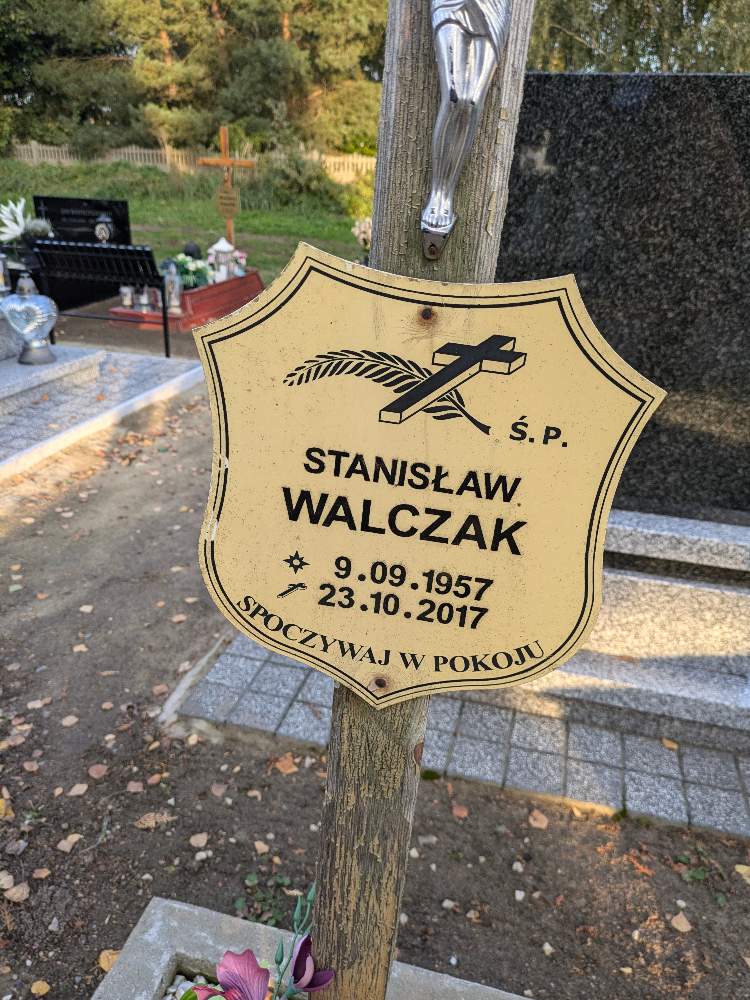 Ś.P.
STANISŁAW
WALCZAK
9.09.1957
23.10.2017
SPOCZYWAJ W POKOJU